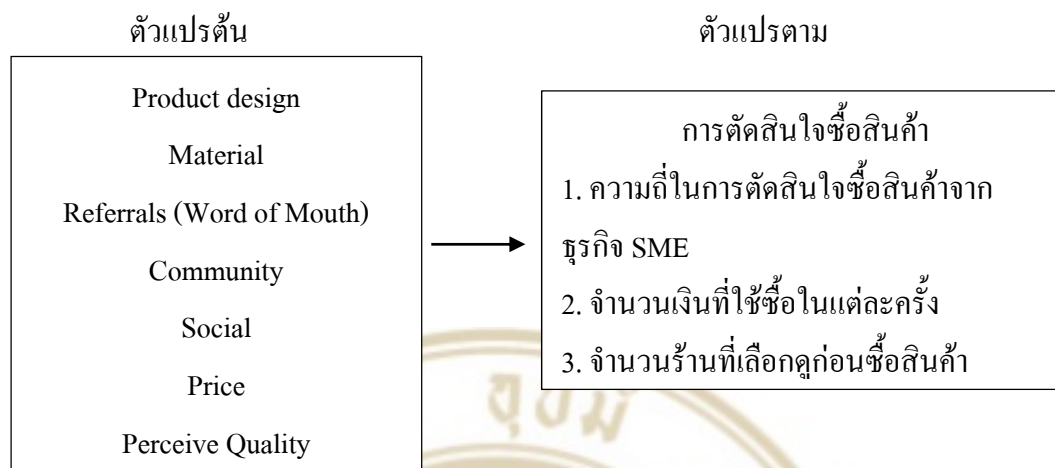 ตัวแปรต้น
ตัวแปรตาม
Product design
Material
Referrals (Word of Mouth)
Community
Social
Price
Perceive Quality
การตัดสินใจซื้อสินค้า
1. ความถี่ในการตัดสินใจซื้อสินค้าจาก
ธุรกิจ SME
2. จำนวนเงินที่ใช้ซื้อในแต่ละครั้ง
3. จำนวนร้านที่เลือกดูก่อนซื้อสินค้า